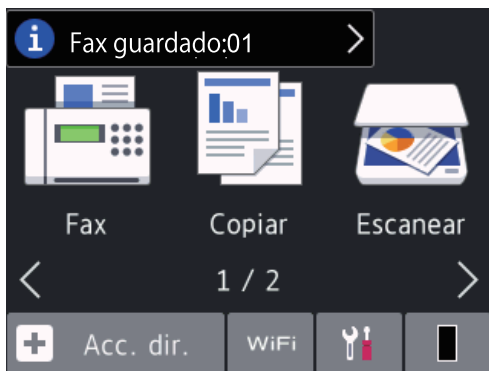 Fax guardado:01
Fax Copiar Escanear
1 / 2
Acc. dir. WiFi